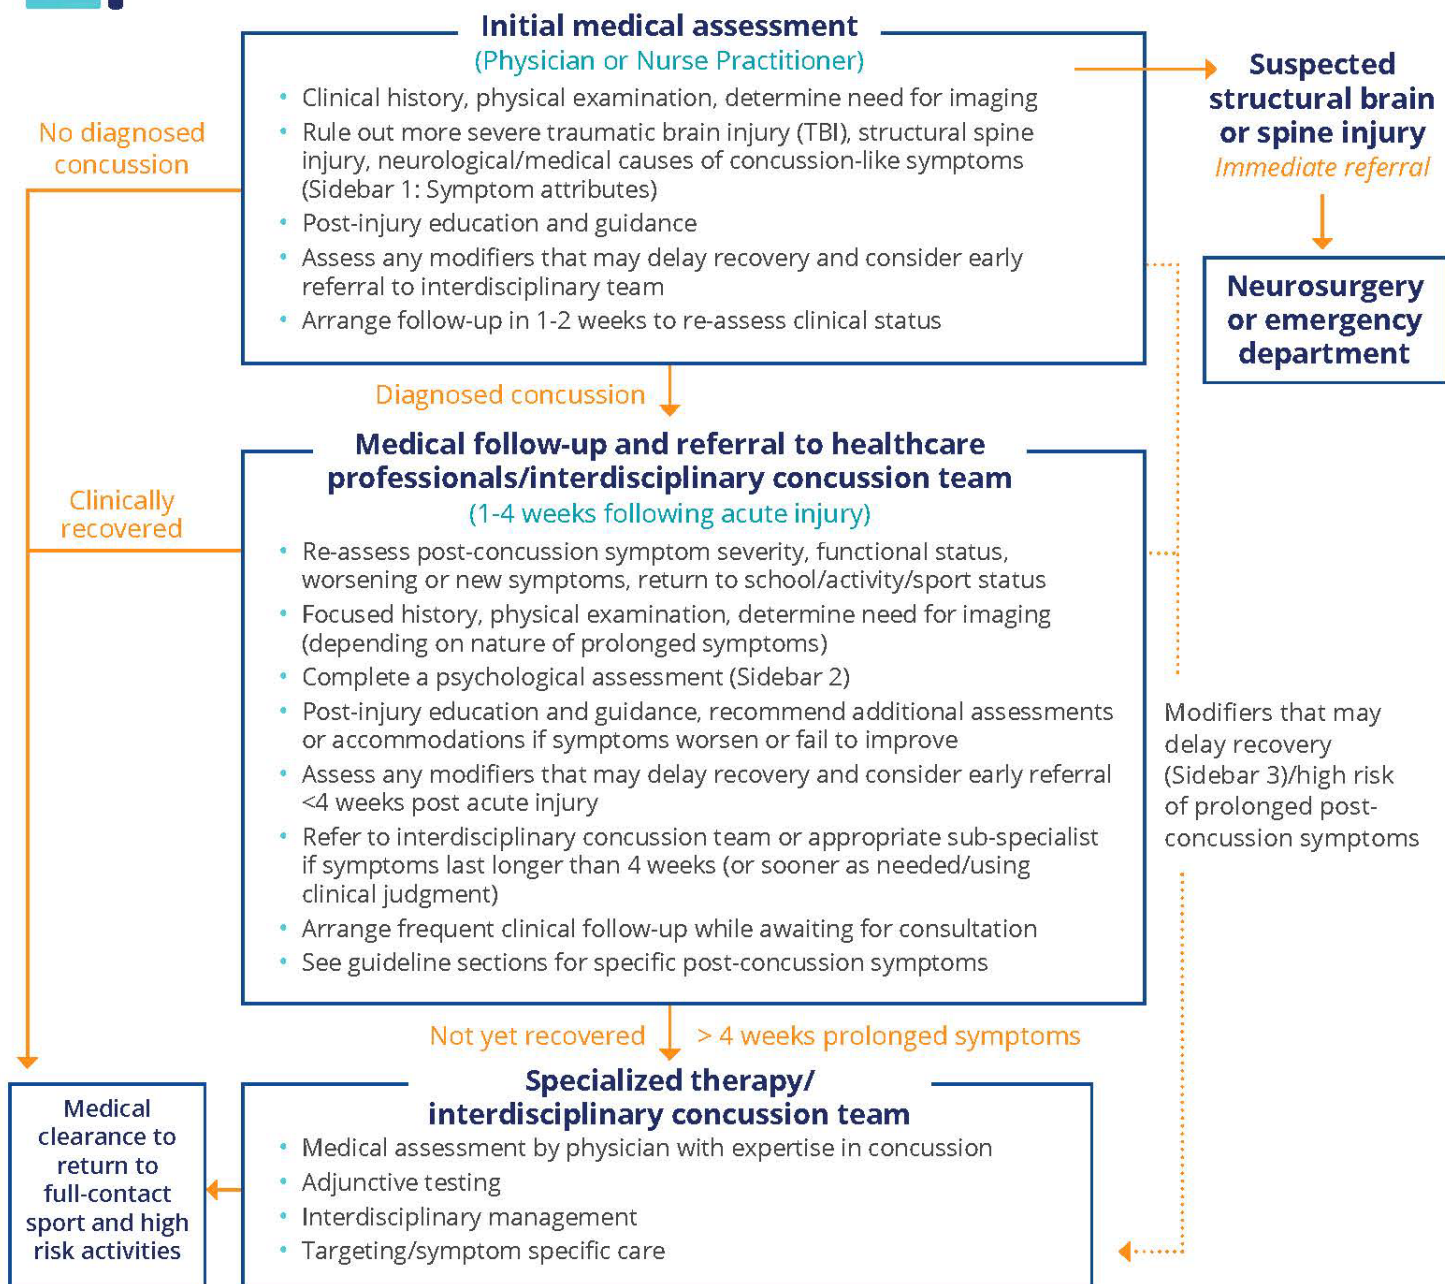 Initial medical assessment
(Physician or Nurse Practitioner)
• Clinical history, physical examination, determine need for imaging
• Rule out more severe traumatic brain injury (TBI), structural spine
injury, neurological/medical causes of concussion-like symptoms
(Sidebar 1: Symptom attributes)
• Post-injury education and guidance
• Assess any modifiers that may delay recovery and consider early
referral to interdisciplinary team
• Arrange follow-up in 1-2 weeks to re-assess clinical status
Suspected
structural brain
or spine injury
Immediate referral
Neurosurgery
or emergency
department
No diagnosed
concussion
Diagnosed concussion
Medical follow-up and referral to healthcare
professionals/interdisciplinary concussion team
(1-4 weeks following acute injury)
• Re-assess post-concussion symptom severity, functional status,
worsening or new symptoms, return to school/activity/sport status
• Focused history, physical examination, determine need for imaging
(depending on nature of prolonged symptoms)
• Complete a psychological assessment (Sidebar 2)
• Post-injury education and guidance, recommend additional assessments
or accommodations if symptoms worsen or fail to improve
• Assess any modifiers that may delay recovery and consider early referral
<4 weeks post acute injury
• Refer to interdisciplinary concussion team or appropriate sub-specialist
if symptoms last longer than 4 weeks (or sooner as needed/using
clinical judgment)
• Arrange frequent clinical follow-up while awaiting for consultation
• See guideline sections for specific post-concussion symptoms
Clinically
recovered
Modifiers that may
delay recovery
(Sidebar 3)/high risk
of prolonged post-
concussion symptoms
Not yet recovered
> 4 weeks prolonged symptoms
Specialized therapy/
interdisciplinary concussion team
• Medical assessment by physician with expertise in concussion
• Adjunctive testing
• Interdisciplinary management
• Targeting/symptom specific care
Medical
clearance to
return to
full-contact
sport and high
risk activities